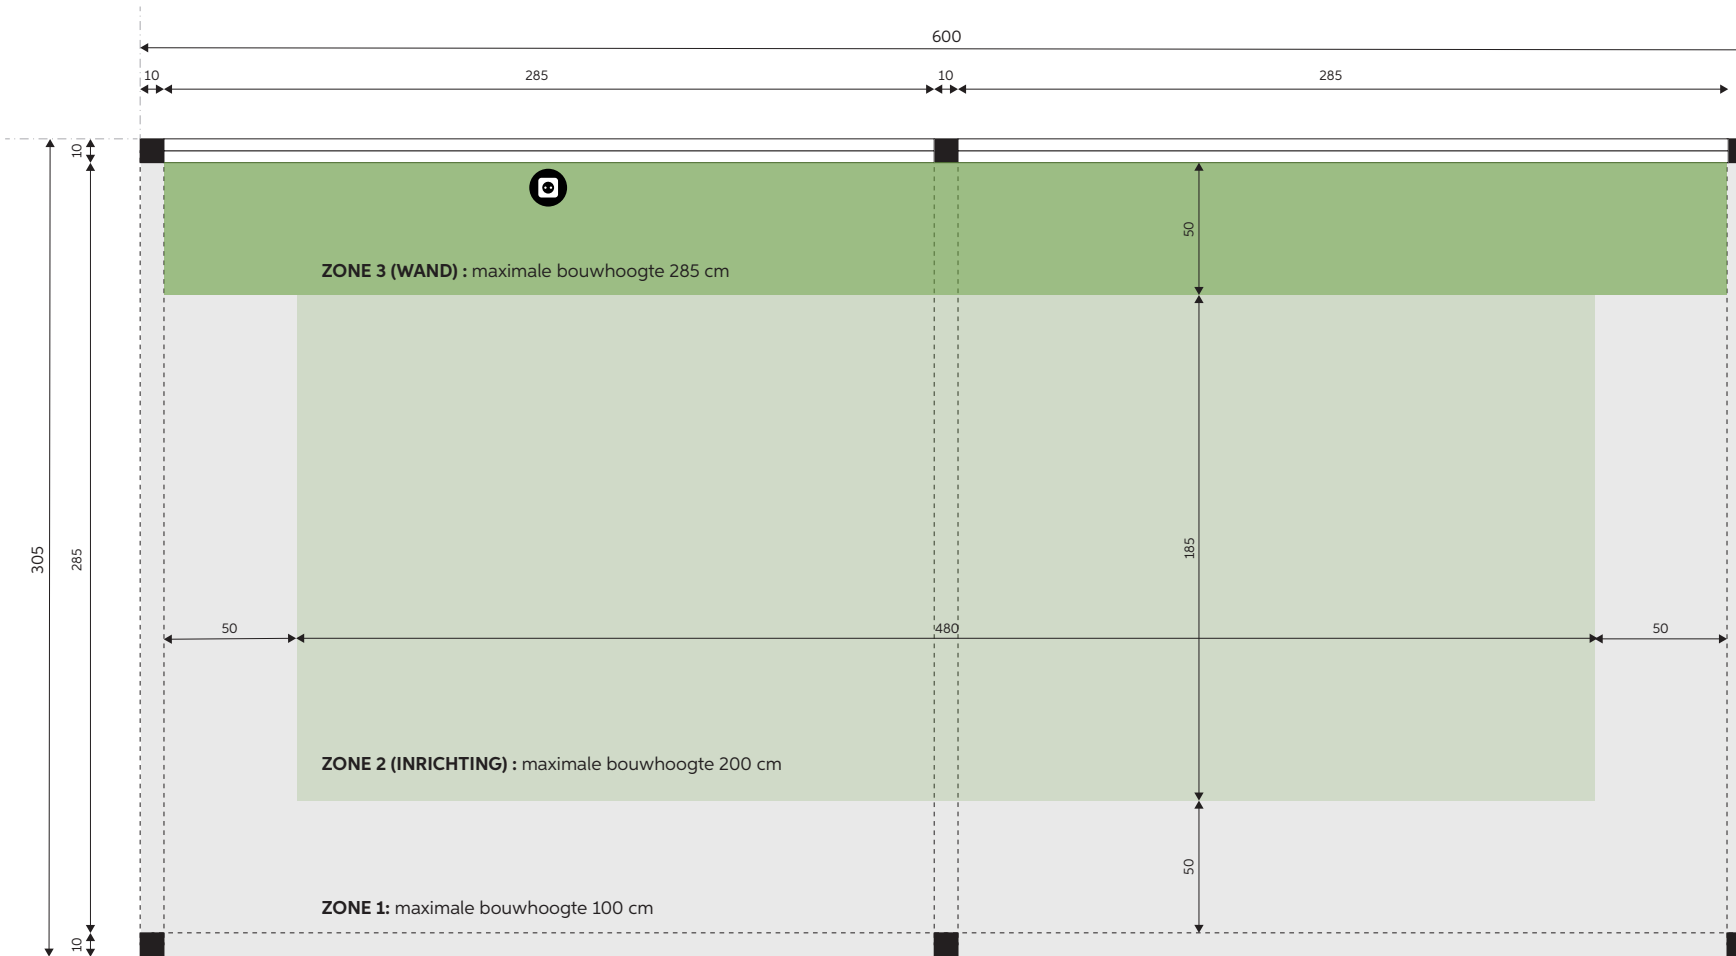 600
10 285 10 285
10
50
ZONE 3 (WAND) : maximale bouwhoogte 285 cm
305
285
185
50 480 50
ZONE 2 (INRICHTING) : maximale bouwhoogte 200 cm
50
ZONE 1: maximale bouwhoogte 100 cm
10